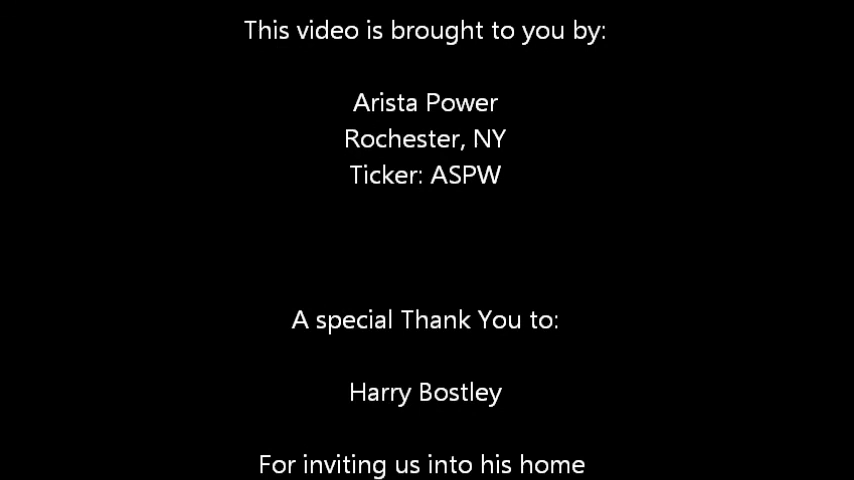 This video is brought to you by:
Arista Power
Rochester, NY
Ticker: ASPW
A special Thank You to:
Harry Bostley
For inviting us into his home